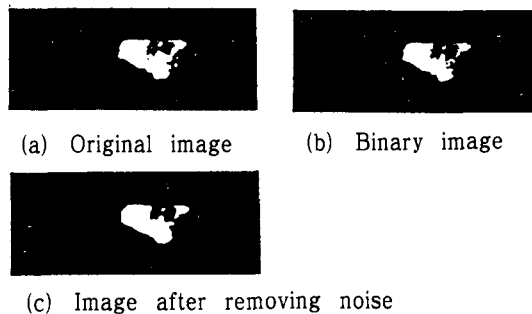 (a) Original image
(b) Binary image
(c) Image after removing noise